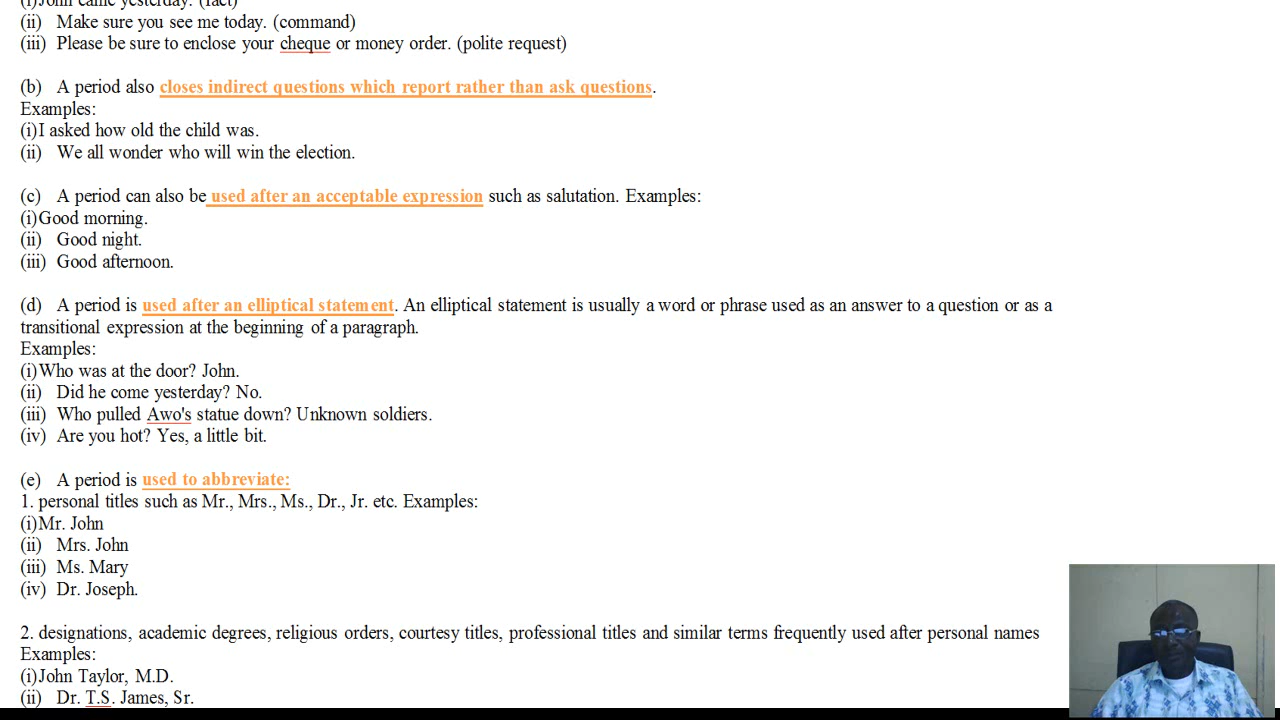 (i)John came yesterday. (fact)
(ii) Make sure you see me today. (command)
(iii) Please be sure to enclose your cheque or money order. (polite request)
(b) A period also closes indirect questions which report rather than ask questions.
Examples:
(i)I asked how old the child was.
(ii) We all wonder who will win the election.
(c) A period can also be used after an acceptable expression such as salutation. Examples:
(i)Good morning.
(ii) Good night.
(iii) Good afternoon.
(d) A period is used after an elliptical statement. An elliptical statement is usually a word or phrase used as an answer to a question or as a
transitional expression at the beginning of a paragraph.
Examples:
(i)Who was at the door? John.
(ii) Did he come yesterday? No.
(iii) Who pulled Awo's statue down? Unknown soldiers.
(iv) Are you hot? Yes, a little bit.
(e) A period is used to abbreviate:
1. personal titles such as Mr., Mrs., Ms., Dr., Jr. etc. Examples:
(i)Mr. John
(ii) Mrs. John
(iii) Ms. Mary
(iv) Dr. Joseph.
2. designations, academic degrees, religious orders, courtesy titles, professional titles and similar terms frequently used after personal names
Examples:
(i)John Taylor, M.D.
(ii) Dr. T.S. James, Sr.